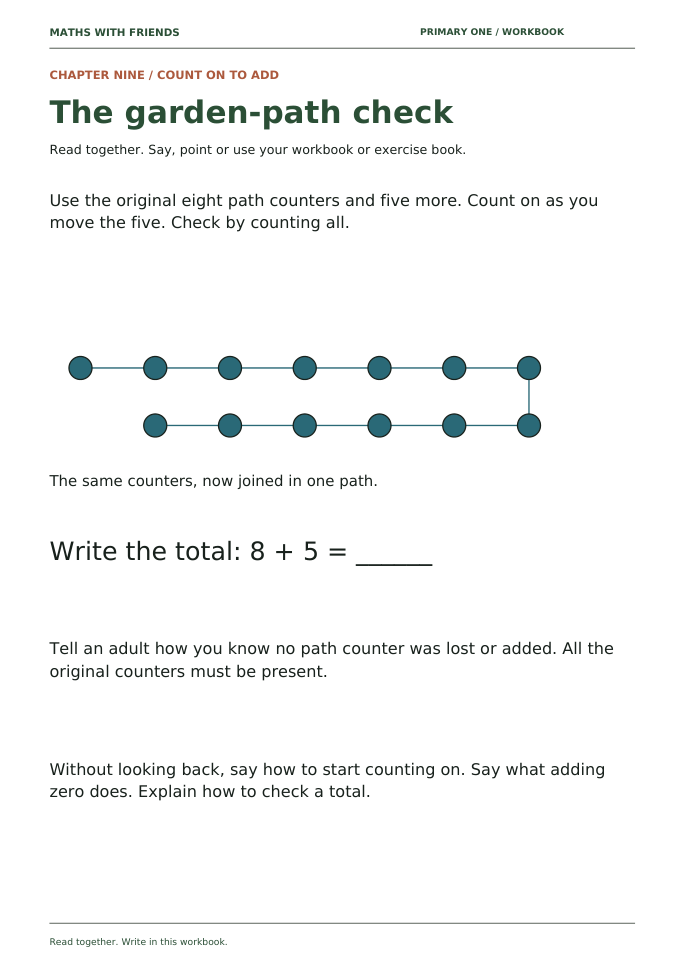 MATHS WITH FRIENDS
PRIMARY ONE / WORKBOOK
CHAPTER NINE / COUNT ON TO ADD
The garden-path check
Read together. Say, point or use your workbook or exercise book.
Use the original eight path counters and five more. Count on as you
move the five. Check by counting all.
The same counters, now joined in one path.
Write the total: 8 + 5 = ______
Tell an adult how you know no path counter was lost or added. All the
original counters must be present.
Without looking back, say how to start counting on. Say what adding
zero does. Explain how to check a total.
Read together. Write in this workbook.